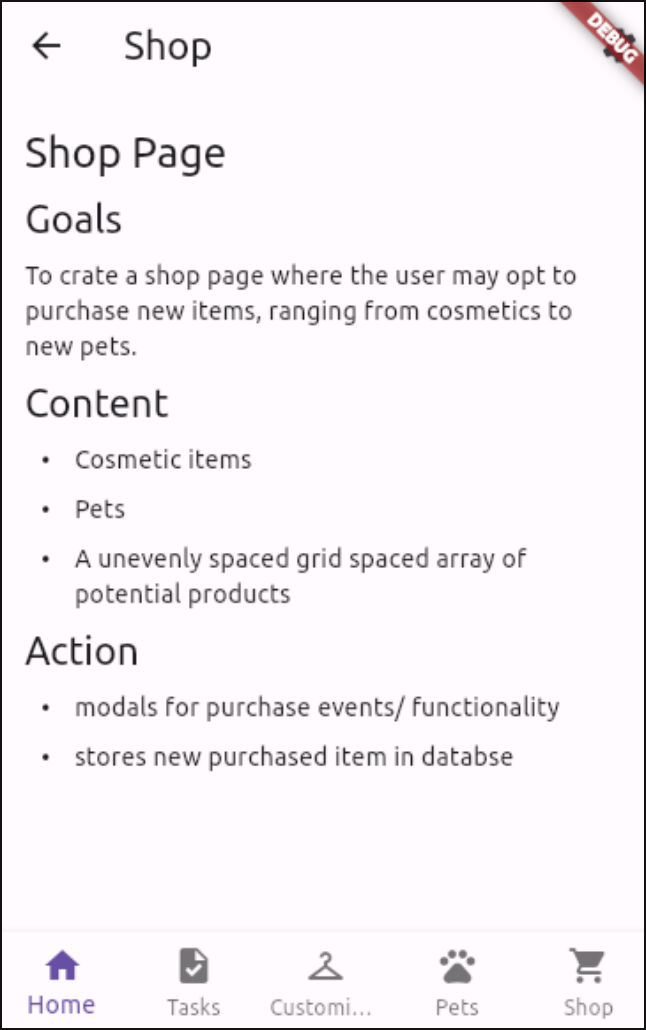 Shop
DEBUG
Shop Page
Goals
To crate a shop page where the user may opt to
purchase new items, ranging from cosmetics to
new pets.
Content
• Cosmetic items
• Pets
• A unevenly spaced grid spaced array of
potential products
Action
• modals for purchase events/ functionality
• stores new purchased item in databse
Home Tasks Customi... Pets Shop